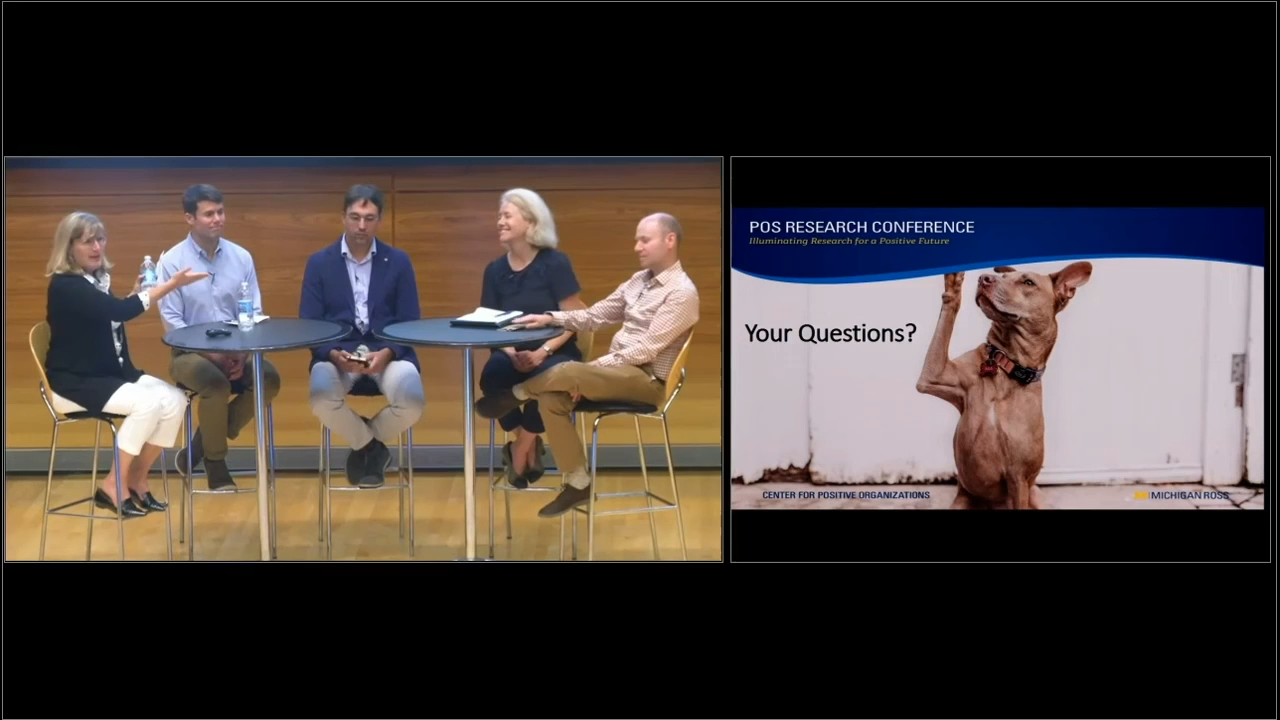 POS RESEARCH CONFERENCE
Illuminating Research for a Positive Future
Your Questions?
CENTER FOR POSITIVE ORGANIZATIONS
M MICHIGAN ROSS